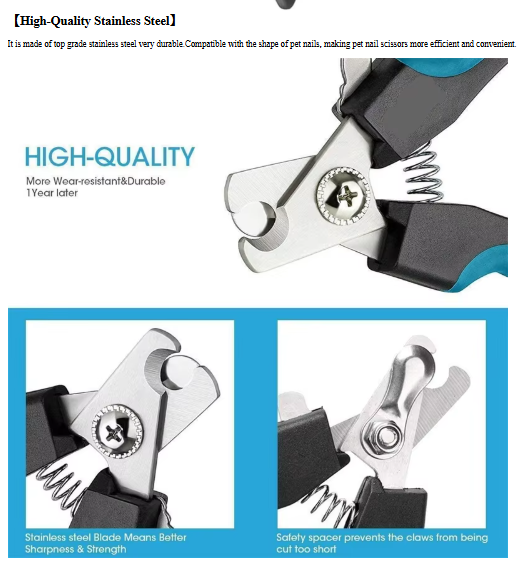 【High-Quality Stainless Steel】
It is made of top grade stainless steel very durable.Compatible with the shape of pet nails, making pet nail scissors more efficient and convenient.
HIGH-QUALITY
More Wear-resistant&Durable
1Year later
Stainless steel Blade Means Better
Sharpness & Strength
Safety spacer prevents the claws from being
cut too short